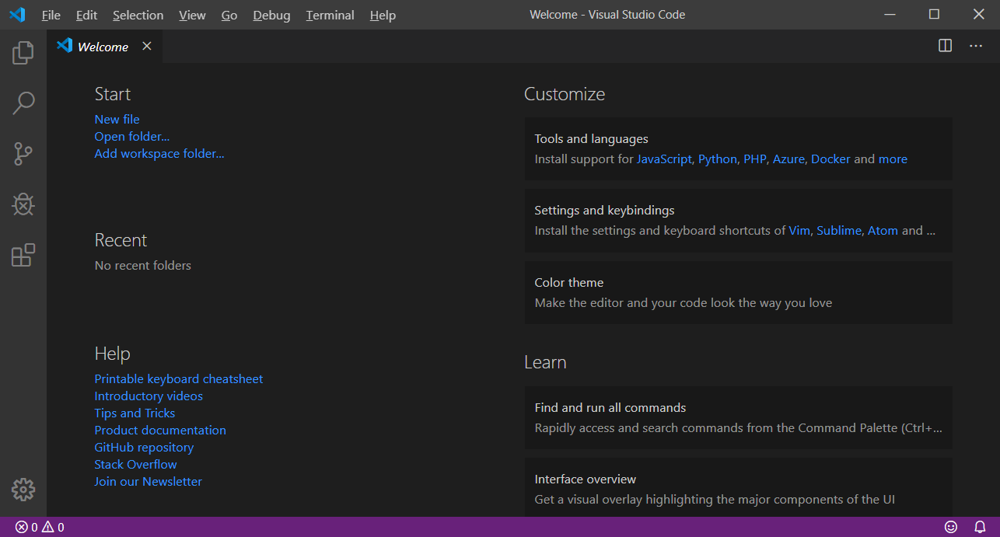 File Edit Selection View Go Debug Terminal Help Welcome - Visual Studio Code
Welcome
Start
New file
Open folder...
Add workspace folder...
Recent
No recent folders
Help
Printable keyboard cheatsheet
Introductory videos
Tips and Tricks
Product documentation
GitHub repository
Stack Overflow
Join our Newsletter
Customize
Tools and languages
Install support for JavaScript, Python, PHP, Azure, Docker and more
Settings and keybindings
Install the settings and keyboard shortcuts of Vim, Sublime, Atom and ...
Color theme
Make the editor and your code look the way you love
Learn
Find and run all commands
Rapidly access and search commands from the Command Palette (Ctrl+...
Interface overview
Get a visual overlay highlighting the major components of the UI
0 0